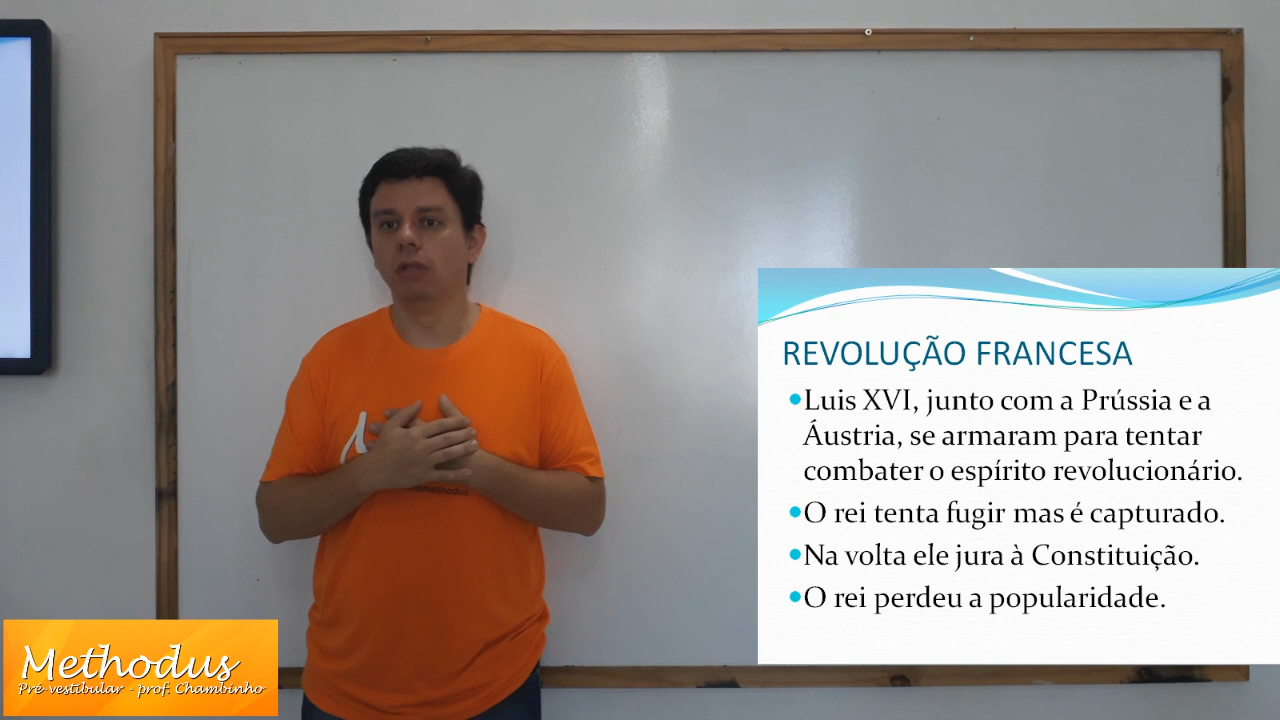 REVOLUÇÃO FRANCESA
Luis XVI, junto com a Prússia e a
Áustria, se armaram para tentar
combater o espírito revolucionário.
O rei tenta fugir mas é capturado.
Na volta ele jura à Constituição.
O rei perdeu a popularidade.
Methodus
Pré-vestibular - prof. Chambinho